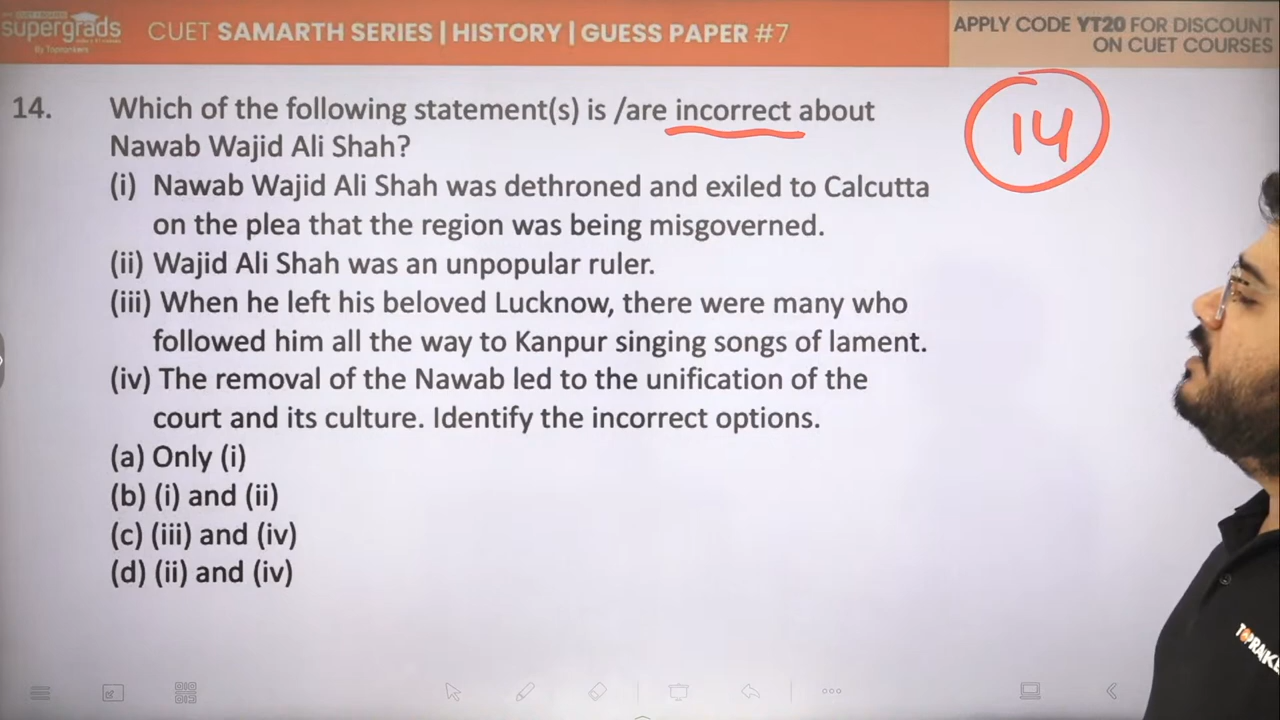 supergrads
By Toprankers
CUET SAMARTH SERIES | HISTORY | GUESS PAPER #7
APPLY CODE YT20 FOR DISCOUNT
ON CUET COURSES
14
14. Which of the following statement(s) is /are incorrect about
Nawab Wajid Ali Shah?
(i) Nawab Wajid Ali Shah was dethroned and exiled to Calcutta
on the plea that the region was being misgoverned.
(ii) Wajid Ali Shah was an unpopular ruler.
(iii) When he left his beloved Lucknow, there were many who
followed him all the way to Kanpur singing songs of lament.
(iv) The removal of the Nawab led to the unification of the
court and its culture. Identify the incorrect options.
(a) Only (i)
(b) (i) and (ii)
(c) (iii) and (iv)
(d) (ii) and (iv)